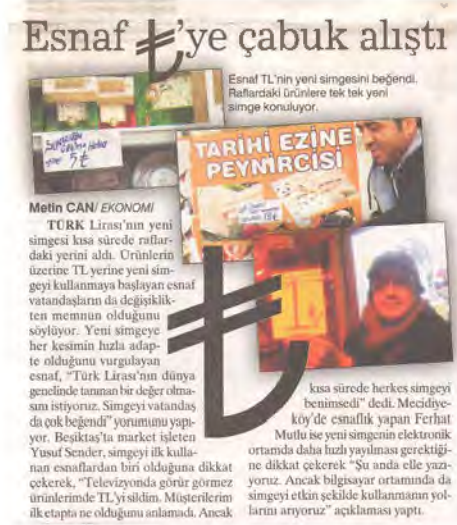 Esnaf ₺'ye çabuk alıştı
Esnaf TL'nin yeni simgesini beğendi.
Raflardaki ürünlere tek tek yeni
simge konuluyor.
5₺
TARİHİ EZİNE
PEYNİRCİSİ
Metin CAN/ EKONOMİ
TÜRK Lirası'nın yeni
simgesi kısa sürede raflar-
daki yerini aldı. Ürünlerin
üzerine TL yerine yeni sim-
geyi kullanmaya başlayan esnaf
vatandaşların da değişiklik-
ten memnun olduğunu
söylüyor. Yeni simgeye
her kesimin hızla adap-
te olduğunu vurgulayan
esnaf, "Türk Lirası'nın dünya
genelinde tanınan bir değer olma-
sını istiyoruz. Simgeyi vatandaş
da çok beğendi" yorumunu yapı-
yor. Beşiktaş'ta market işleten
Yusuf Sender, simgeyi ilk kulla-
nan esnaflardan biri olduğuna dikkat
çekerek, "Televizyonda görür görmez
ürünlerimde TL'yi sildim. Müşterilerim
ilk etapta ne olduğunu anlamadı. Ancak
₺
kısa sürede herkes simgeyi
benimsedi" dedi. Mecidiye-
köy'de esnaflık yapan Ferhat
Mutlu ise yeni simgenin elektronik
ortamda daha hızlı yayılması gerektiği-
ne dikkat çekerek "Şu anda elle yazı-
yoruz. Ancak bilgisayar ortamında da
simgeyi etkin şekilde kullanmanın yol-
larını arıyoruz" açıklaması yaptı.